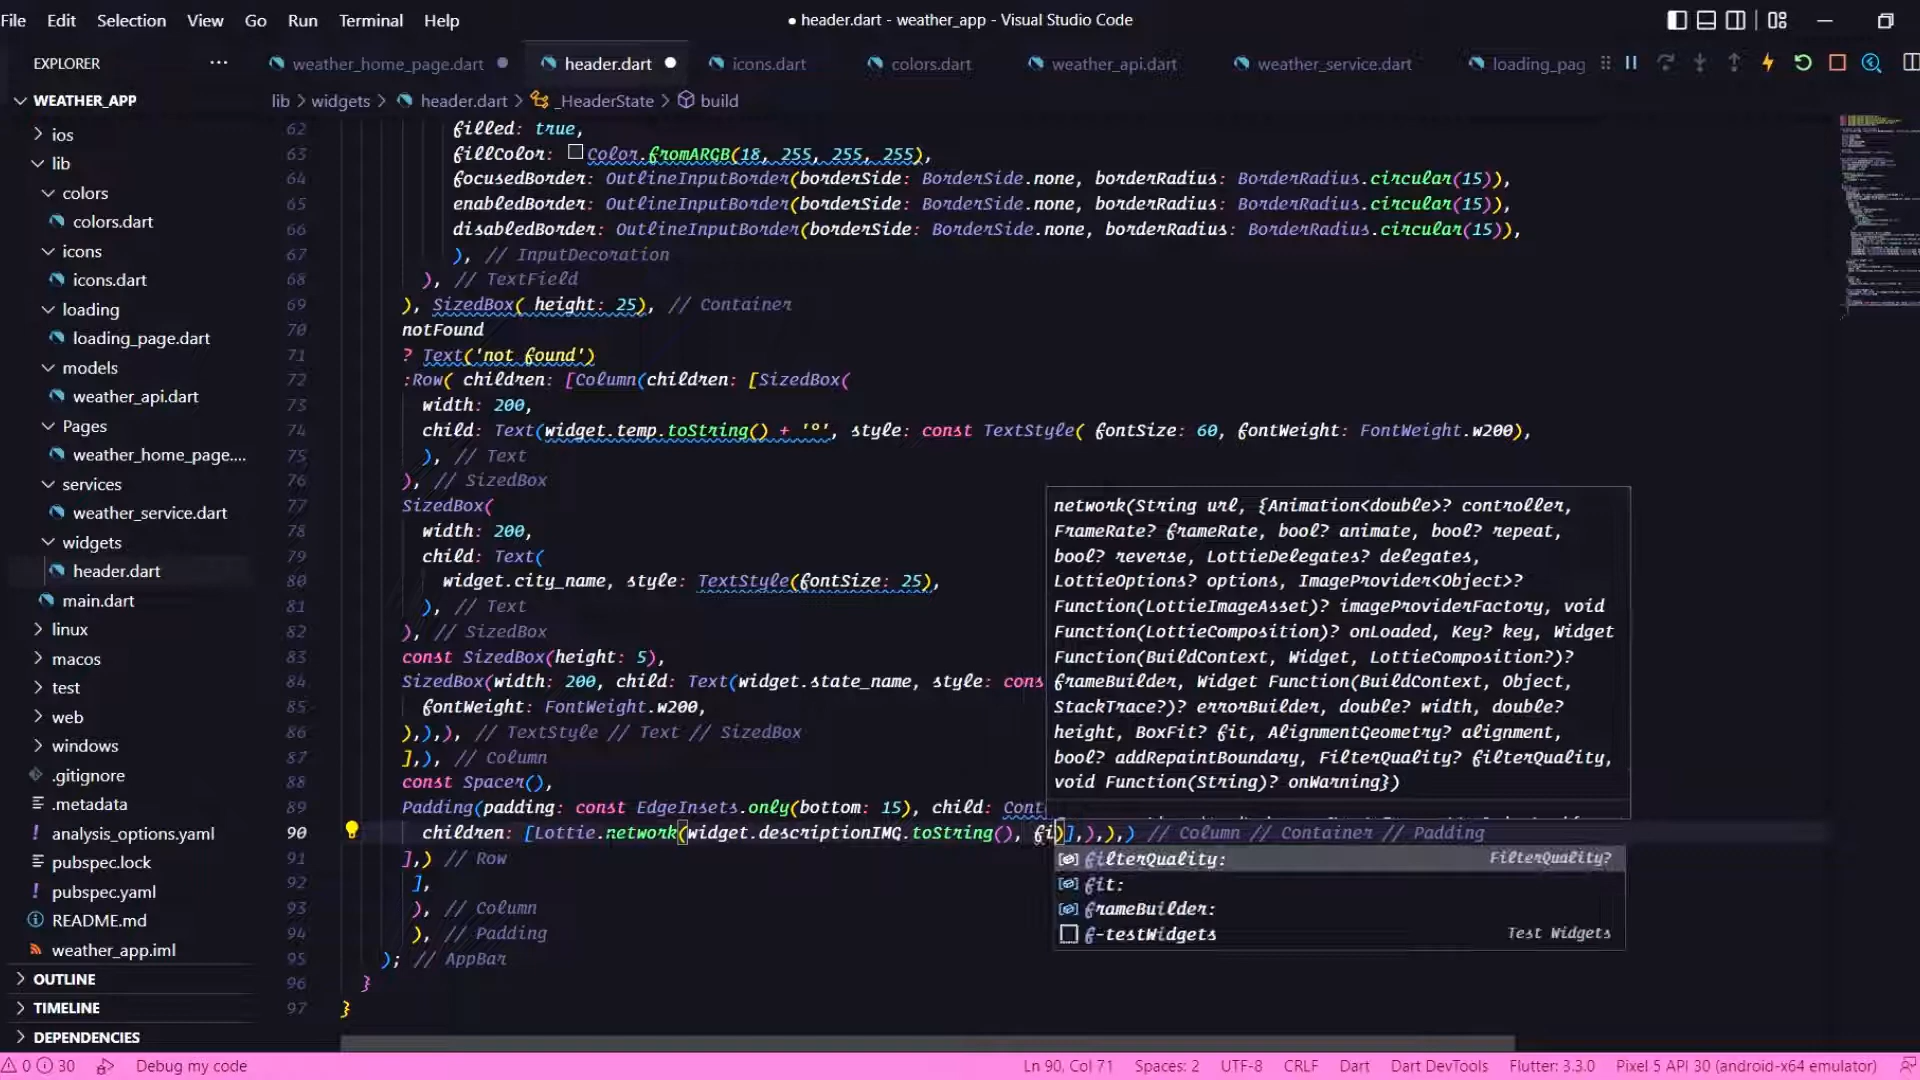 File Edit Selection View Go Run Terminal Help
● header.dart - weather_app - Visual Studio Code
EXPLORER ...
weather_home_page.dart
header.dart
icons.dart
colors.dart
weather_api.dart
weather_service.dart
loading_pag
WEATHER_APP
lib > widgets > header.dart > _HeaderState > build
ios
lib
colors
colors.dart
icons
icons.dart
loading
loading_page.dart
models
weather_api.dart
Pages
weather_home_page....
services
weather_service.dart
widgets
header.dart
main.dart
linux
macos
test
web
windows
.gitignore
.metadata
analysis_options.yaml
pubspec.lock
pubspec.yaml
README.md
weather_app.iml
OUTLINE
TIMELINE
DEPENDENCIES
62 filled: true,
63 fillColor: Color.fromARGB(18, 255, 255, 255),
64 focusedBorder: OutlineInputBorder(borderSide: BorderSide.none, borderRadius: BorderRadius.circular(15)),
65 enabledBorder: OutlineInputBorder(borderSide: BorderSide.none, borderRadius: BorderRadius.circular(15)),
66 disabledBorder: OutlineInputBorder(borderSide: BorderSide.none, borderRadius: BorderRadius.circular(15)),
67 ), // InputDecoration
68 ), // TextField
69 ), SizedBox( height: 25), // Container
70 notFound
71 ? Text('not found')
72 :Row( children: [Column(children: [SizedBox(
73 width: 200,
74 child: Text(widget.temp.toString() + '°', style: const TextStyle( fontSize: 60, fontWeight: FontWeight.w200),
75 ), // Text
76 ), // SizedBox
77 SizedBox(
78 width: 200,
79 child: Text(
80 widget.city_name, style: TextStyle(fontSize: 25),
81 ), // Text
82 ), // SizedBox
83 const SizedBox(height: 5),
84 SizedBox(width: 200, child: Text(widget.state_name, style: cons
85 fontWeight: FontWeight.w200,
86 ),),), // TextStyle // Text // SizedBox
87 ],), // Column
88 const Spacer(),
89 Padding(padding: const EdgeInsets.only(bottom: 15), child: Cont
90 children: [Lottie.network(widget.descriptionIMG.toString(), fi)],),),) // Column // Container // Padding
91 ],) // Row
92 ],
93 ), // Column
94 ), // Padding
95 ); // AppBar
96 }
97 }
network(String url, {Animation<double>? controller,
FrameRate? frameRate, bool? animate, bool? repeat,
bool? reverse, LottieDelegates? delegates,
LottieOptions? options, ImageProvider<Object>?
Function(LottieImageAsset)? imageProviderFactory, void
Function(LottieComposition)? onLoaded, Key? key, Widget
Function(BuildContext, Widget, LottieComposition?)?
frameBuilder, Widget Function(BuildContext, Object,
StackTrace?)? errorBuilder, double? width, double?
height, BoxFit? fit, AlignmentGeometry? alignment,
bool? addRepaintBoundary, FilterQuality? filterQuality,
void Function(String)? onWarning})
filterQuality: FilterQuality?
fit:
frameBuilder:
f-testWidgets Test Widgets
0 30 Debug my code
Ln 90, Col 71 Spaces: 2 UTF-8 CRLF Dart Dart DevTools Flutter: 3.3.0 Pixel 5 API 30 (android-x64 emulator)